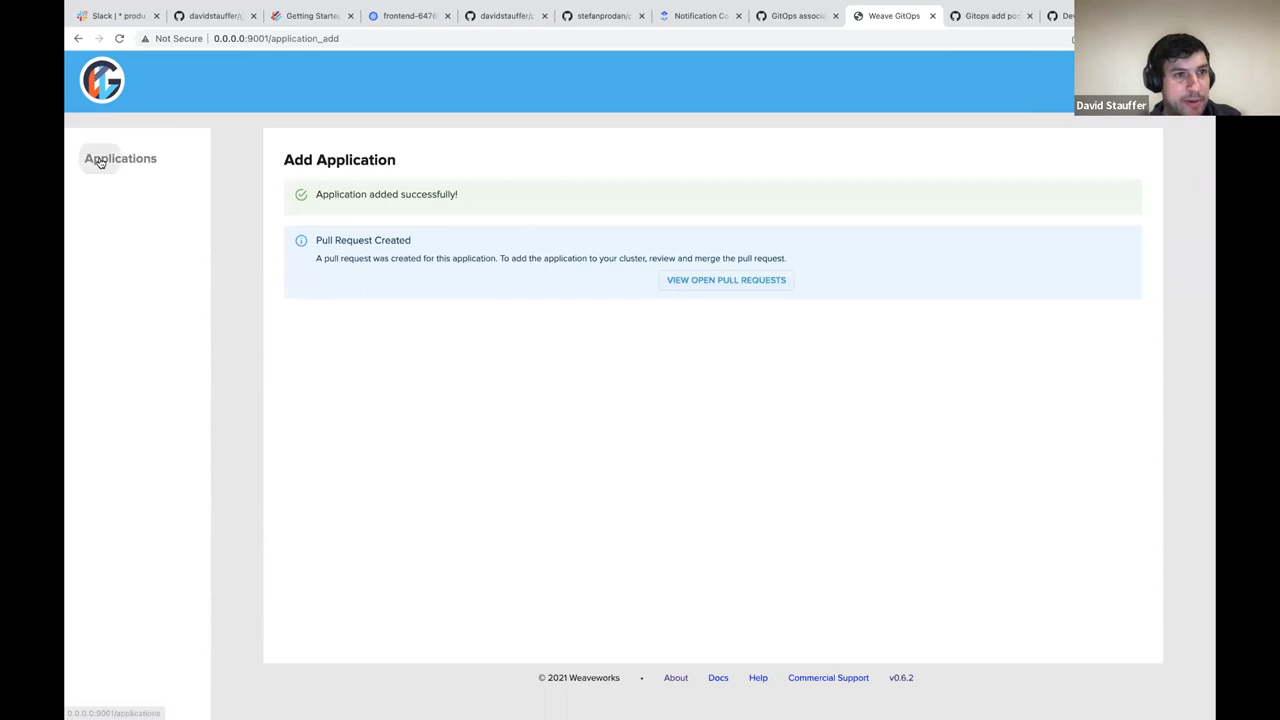 Slack | * produ
davidstauffer/
Getting Starte
frontend-6476
davidstauffer/
stefanprodan/
Notification Co
GitOps associ
Weave GitOps
Gitops add poc
De
Not Secure | 0.0.0.0:9001/application_add
David Stauffer
Applications
Add Application
Application added successfully!
Pull Request Created
A pull request was created for this application. To add the application to your cluster, review and merge the pull request.
VIEW OPEN PULL REQUESTS
© 2021 Weaveworks • About Docs Help Commercial Support v0.6.2
0.0.0.0:9001/applications